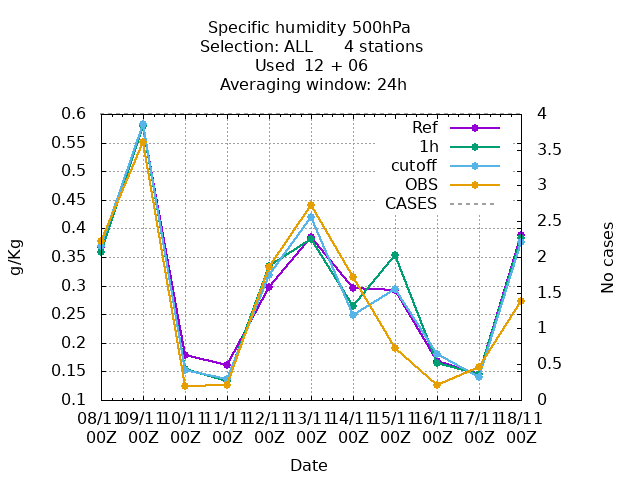 Specific humidity 500hPa
Selection: ALL 4 stations
Used 12 + 06
Averaging window: 24h
0.6
0.55
0.5
0.45
0.4
0.35
0.3
0.25
0.2
0.15
0.1
g/Kg
Ref
1h
cutoff
OBS
CASES
4
3.5
3
2.5
2
1.5
1
0.5
0
No cases
08/11 09/11 10/11 11/11 12/11 13/11 14/11 15/11 16/11 17/11 18/11
00Z 00Z 00Z 00Z 00Z 00Z 00Z 00Z 00Z 00Z 00Z
Date